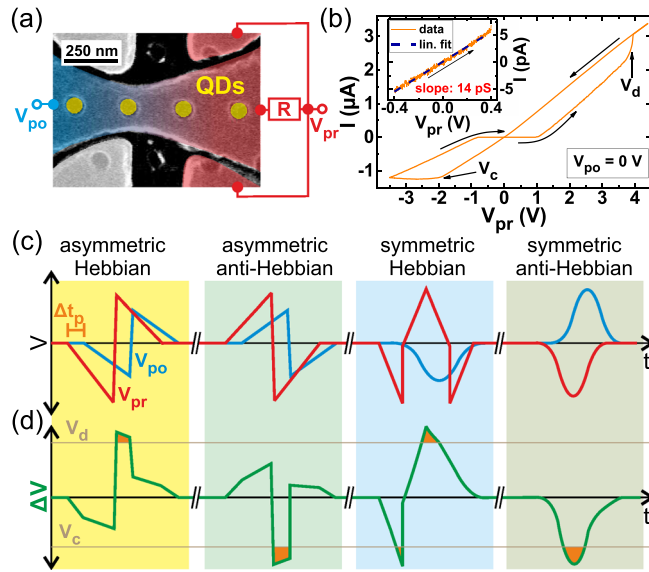 (a)
250 nm
QDs
V_po
R
V_pr
(b)
I (µA)
3
2
1
0
-1
-3 -2 -1 0 1 2 3 4
V_pr (V)
data
lin. fit
slope: 14 pS
5
0
-5
I (pA)
-0.4 0.0 0.4
V_pr (V)
V_d
V_c
V_po = 0 V
(c)
asymmetric Hebbian
asymmetric anti-Hebbian
symmetric Hebbian
symmetric anti-Hebbian
V
Δt_p
V_po
V_pr
t
(d)
V_d
ΔV
V_c
t